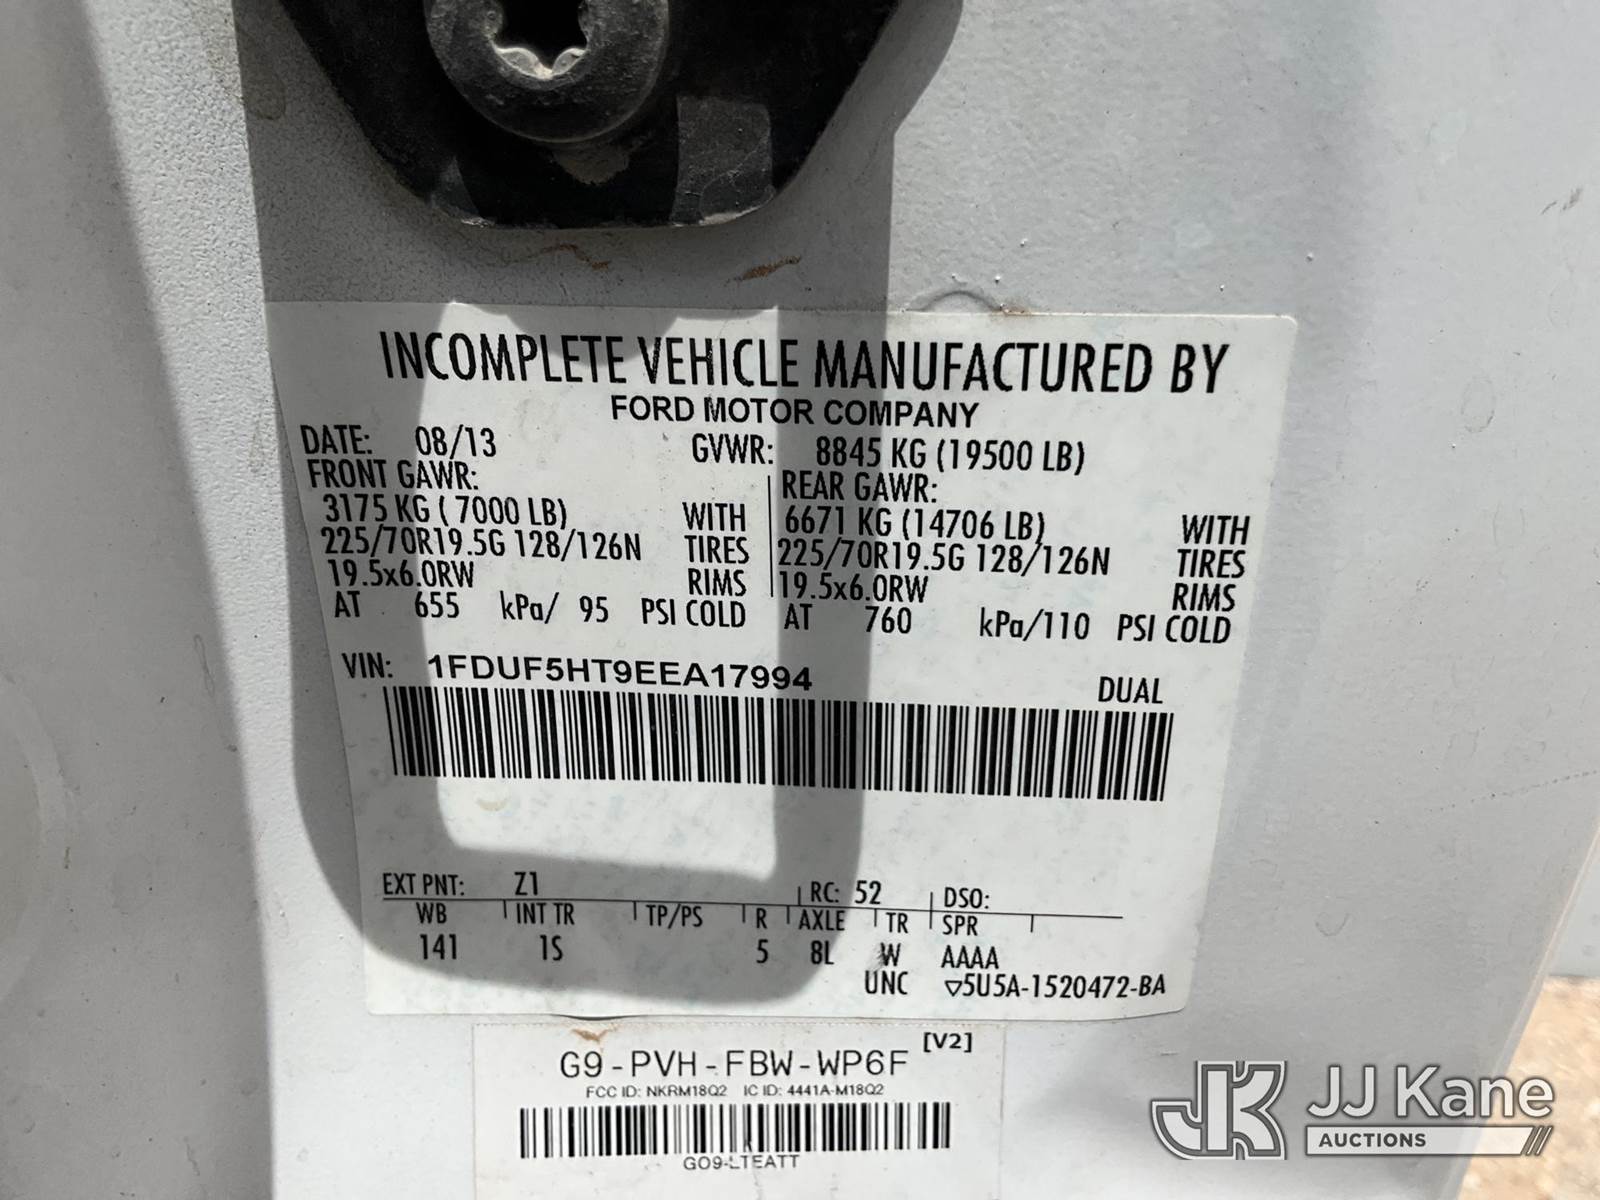 INCOMPLETE VEHICLE MANUFACTURED BY
FORD MOTOR COMPANY
DATE: 08/13 GVWR: 8845 KG (19500 LB)
FRONT GAWR: REAR GAWR:
3175 KG ( 7000 LB) WITH 6671 KG (14706 LB) WITH
225/70R19.5G 128/126N TIRES 225/70R19.5G 128/126N TIRES
19.5x6.0RW RIMS 19.5x6.0RW RIMS
AT 655 kPa/ 95 PSI COLD AT 760 kPa/110 PSI COLD
VIN: 1FDUF5HT9EEA17994 DUAL
EXT PNT: Z1 RC: 52 DSO:
WB INT TR TP/PS R AXLE TR SPR
141 1S 5 8L W AAAA
UNC ▽5U5A-1520472-BA
G9-PVH-FBW-WP6F [V2]
FCC ID: NKRM18Q2 IC ID: 4441A-M18Q2
GO9-LTEATT
JK JJ Kane
AUCTIONS